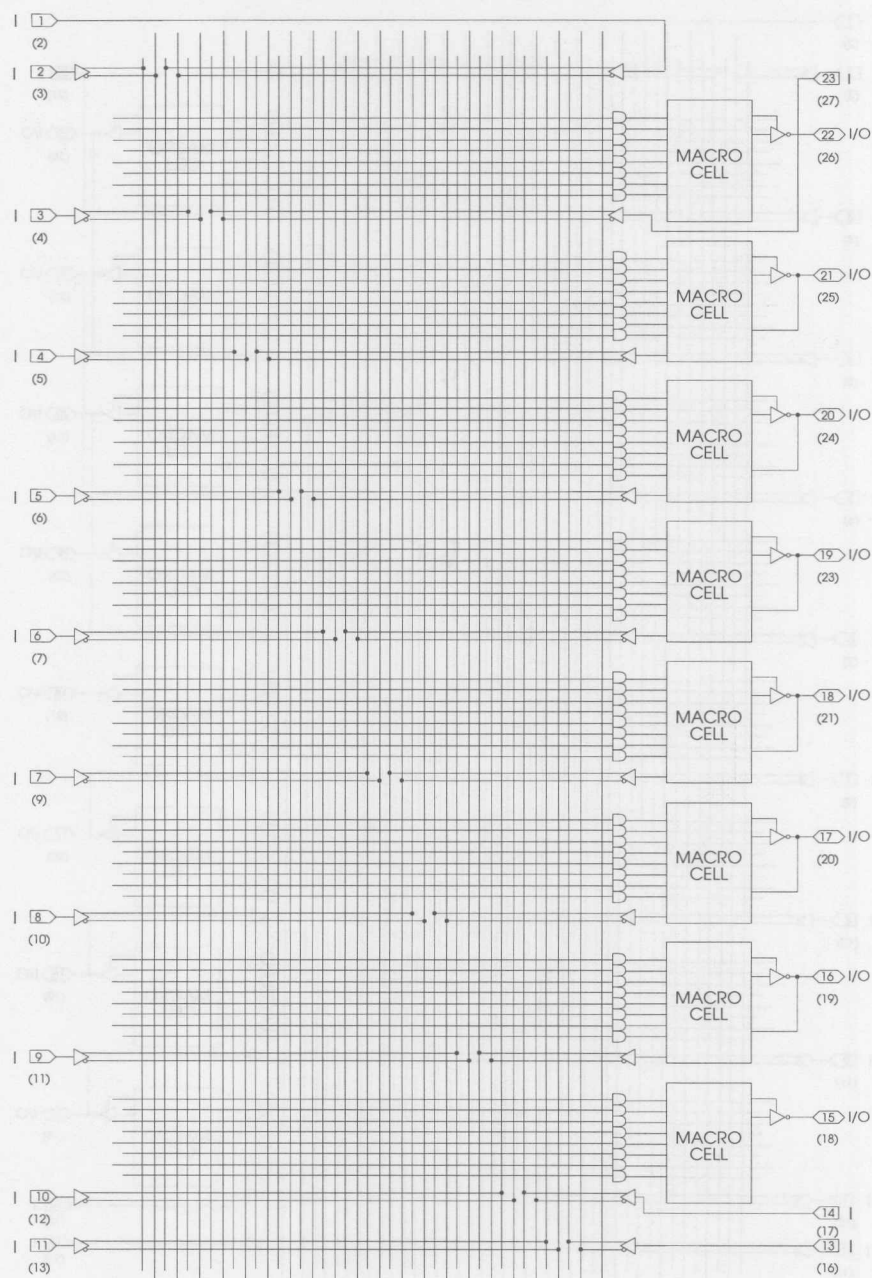 I 1
(2)
I 2
(3)
23 I
(27)
MACRO
CELL
22 I/O
(26)
I 3
(4)
MACRO
CELL
21 I/O
(25)
I 4
(5)
MACRO
CELL
20 I/O
(24)
I 5
(6)
MACRO
CELL
19 I/O
(23)
I 6
(7)
MACRO
CELL
18 I/O
(21)
I 7
(9)
MACRO
CELL
17 I/O
(20)
I 8
(10)
MACRO
CELL
16 I/O
(19)
I 9
(11)
MACRO
CELL
15 I/O
(18)
I 10
(12)
14 I
(17)
I 11
(13)
13 I
(16)